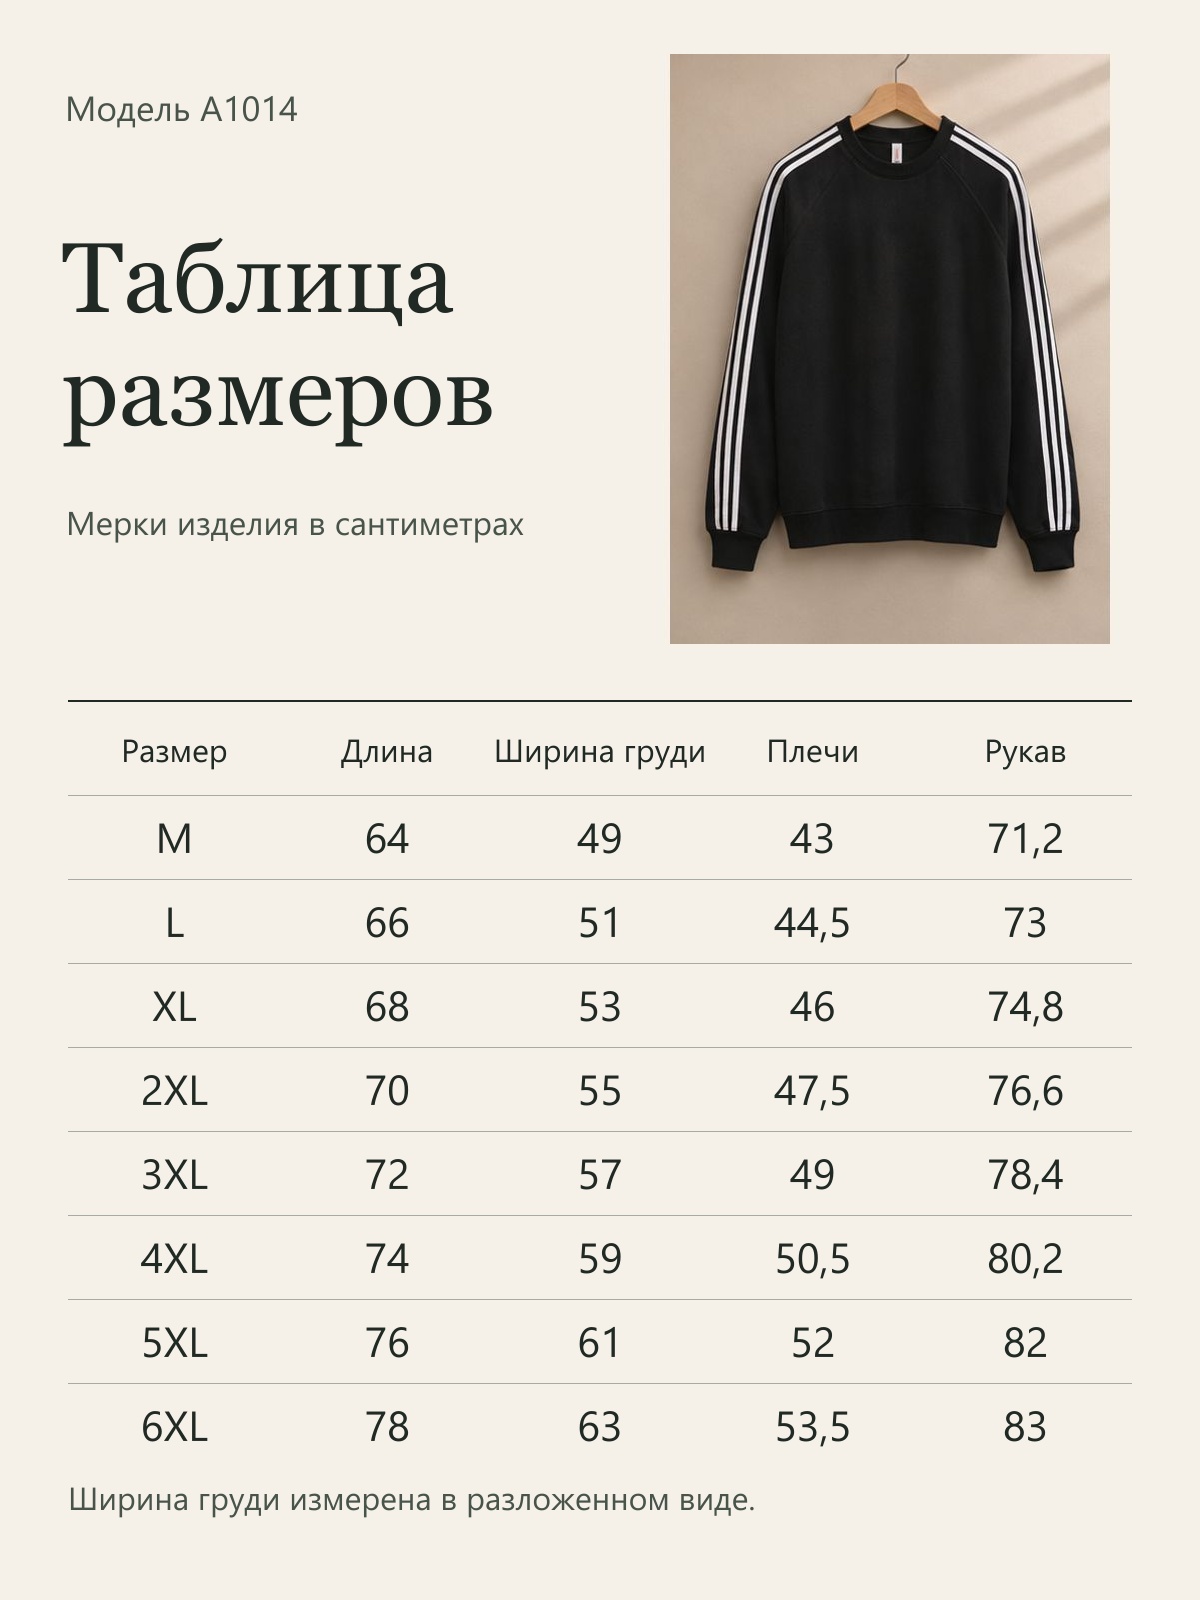 Модель A1014
Таблица
размеров
Мерки изделия в сантиметрах
Размер Длина Ширина груди Плечи Рукав
M 64 49 43 71,2
L 66 51 44,5 73
XL 68 53 46 74,8
2XL 70 55 47,5 76,6
3XL 72 57 49 78,4
4XL 74 59 50,5 80,2
5XL 76 61 52 82
6XL 78 63 53,5 83
Ширина груди измерена в разложенном виде.